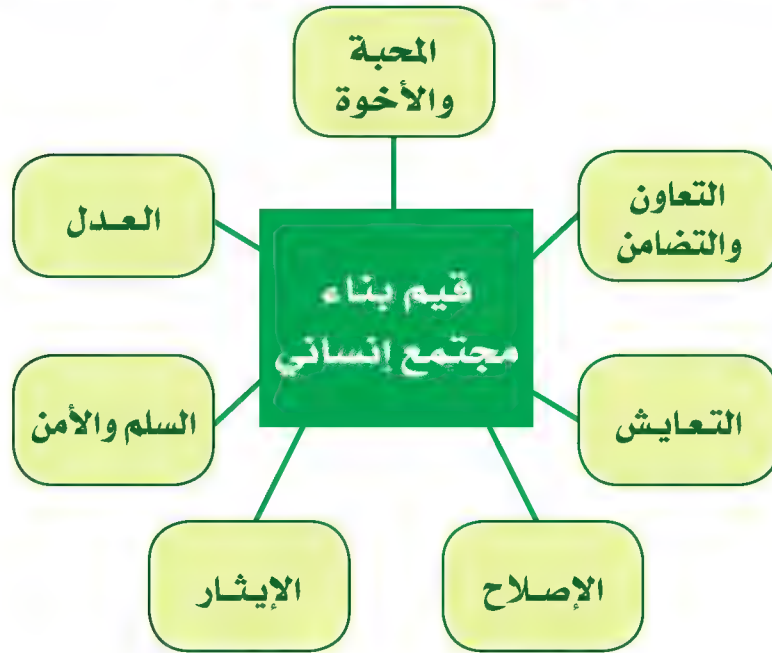 المحبة
والأخوة
التعاون
والتضامن
العدل
قيم بناء
مجتمع إنساني
التعايش
السلم والأمن
الإصلاح
الإيثار